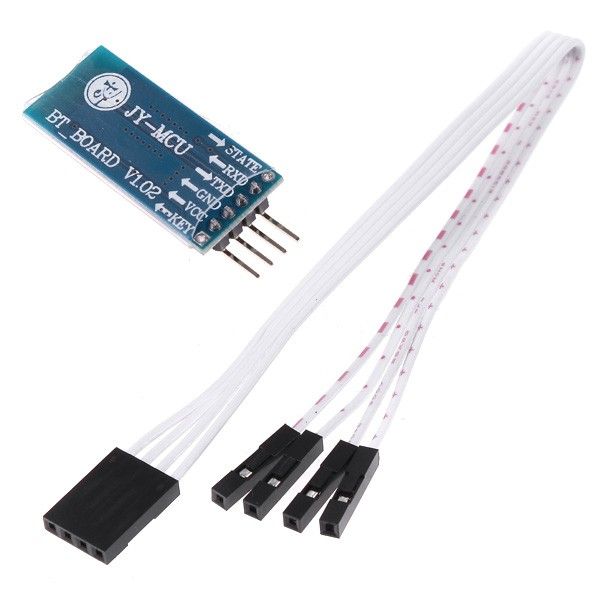 JY-MCU
BT_BOARD V1.02
STATE
RXD
TXD
GND
VCC
KEY